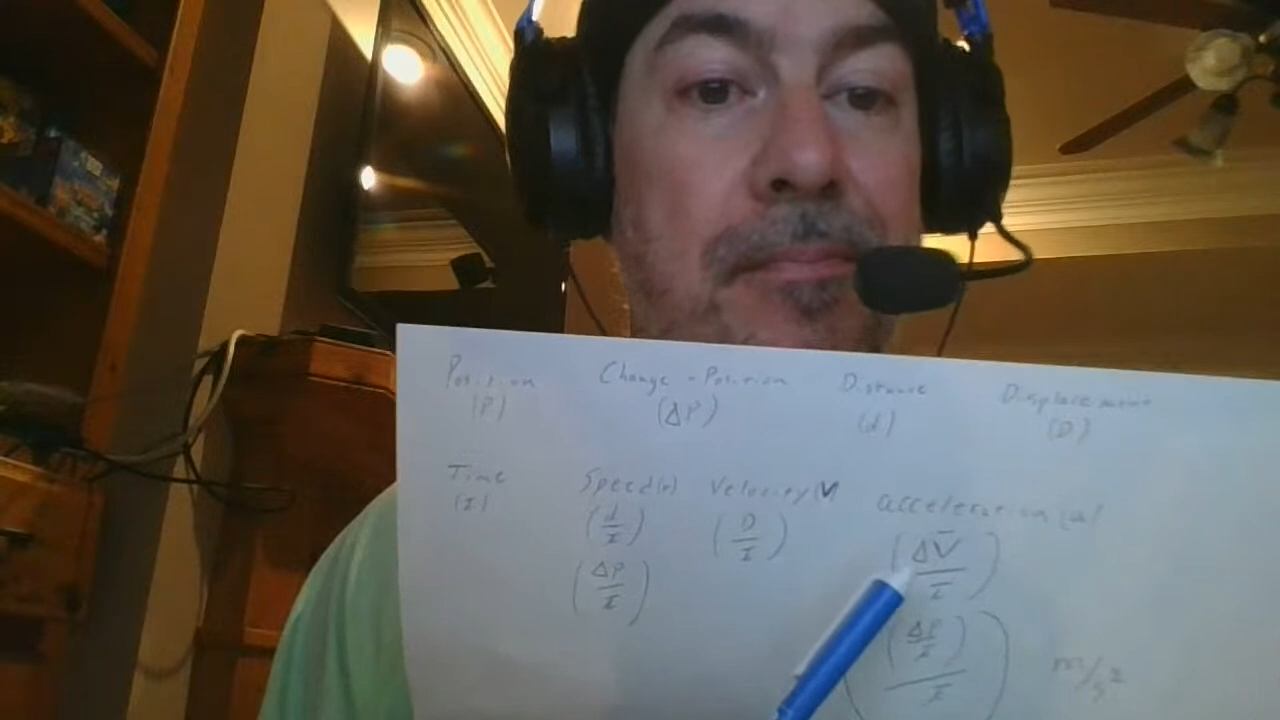 Position Change - Position Distance Displacement
(P) (ΔP) (d) (D)
Time Speed(s) Velocity(V) acceleration (a)
(I) (d/I) (D/I) (ΔV̄/I)
(ΔP/I) ((ΔP/I)/I) m/s²